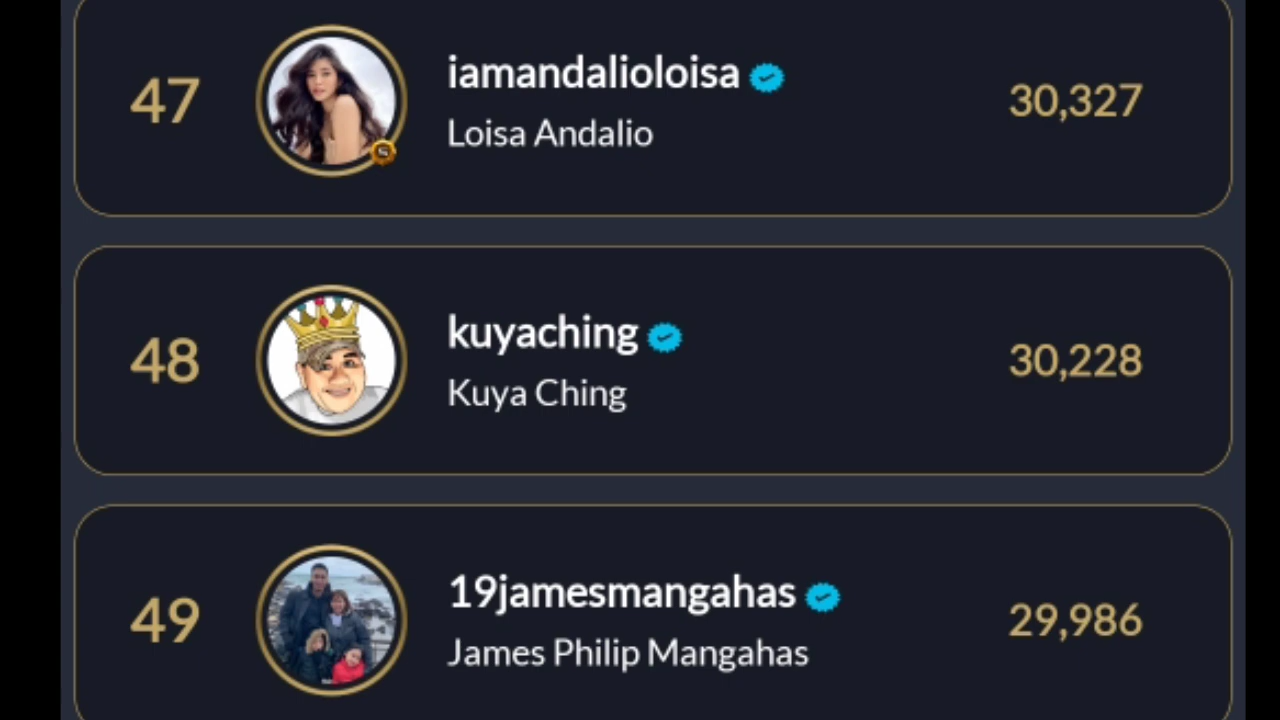 47
iamandalioloisa
Loisa Andalio
30,327
48
kuyaching
Kuya Ching
30,228
49
19jamesmangahas
James Philip Mangahas
29,986